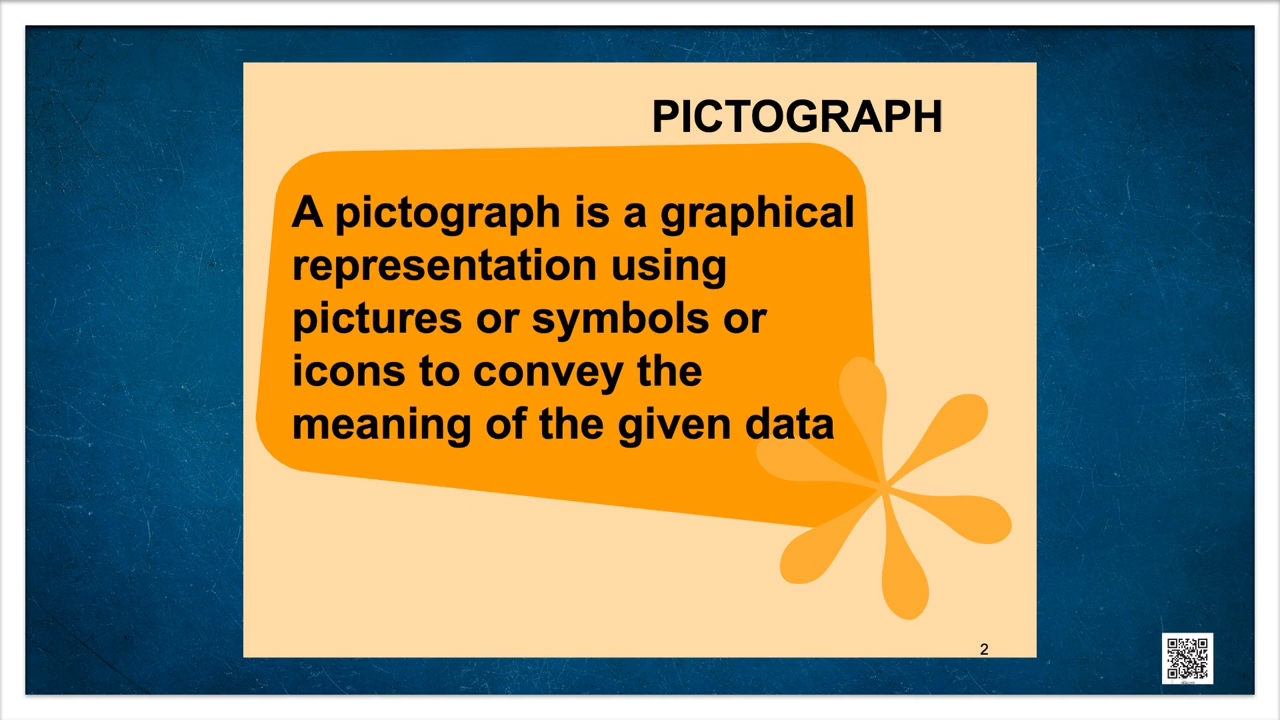 PICTOGRAPH
A pictograph is a graphical
representation using
pictures or symbols or
icons to convey the
meaning of the given data
2